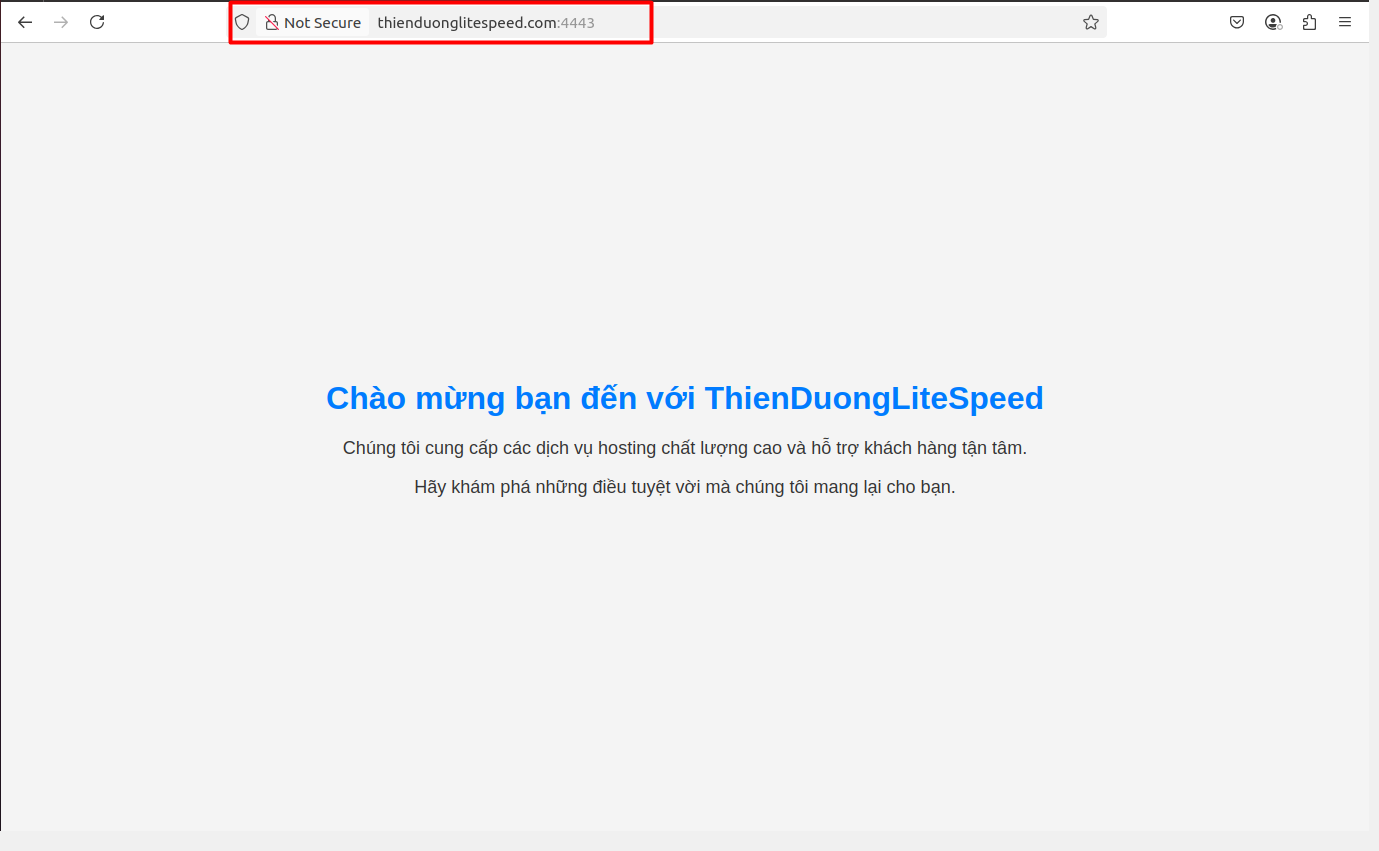 Not Secure thienduonglitespeed.com:4443
Chào mừng bạn đến với ThienDuongLiteSpeed
Chúng tôi cung cấp các dịch vụ hosting chất lượng cao và hỗ trợ khách hàng tận tâm.
Hãy khám phá những điều tuyệt vời mà chúng tôi mang lại cho bạn.